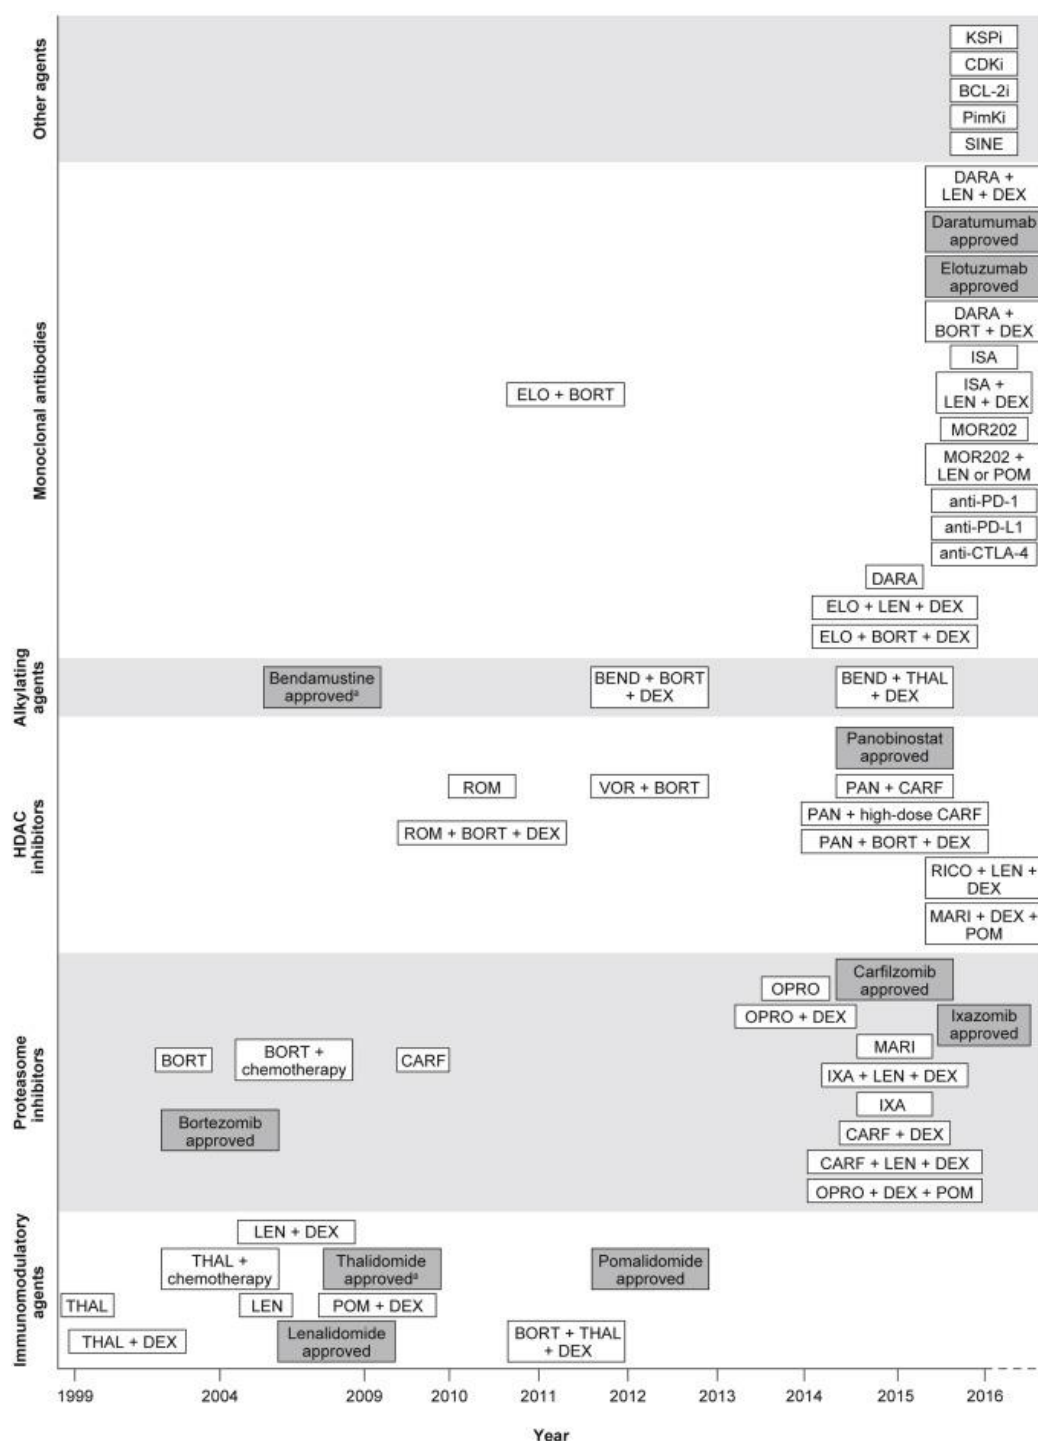 Other agents
KSPi
CDKi
BCL-2i
PimKi
SINE
Monoclonal antibodies
DARA +
LEN + DEX
Daratumumab
approved
Elotuzumab
approved
DARA +
BORT + DEX
ISA
ELO + BORT
ISA +
LEN + DEX
MOR202
MOR202 +
LEN or POM
anti-PD-1
anti-PD-L1
anti-CTLA-4
DARA
ELO + LEN + DEX
ELO + BORT + DEX
Alkylating
agents
Bendamustine
approvedᵃ
BEND + BORT
+ DEX
BEND + THAL
+ DEX
HDAC
inhibitors
Panobinostat
approved
ROM
VOR + BORT
PAN + CARF
PAN + high-dose CARF
ROM + BORT + DEX
PAN + BORT + DEX
RICO + LEN +
DEX
MARI + DEX +
POM
Proteasome
inhibitors
Carfilzomib
approved
OPRO
OPRO + DEX
Ixazomib
approved
BORT
BORT +
chemotherapy
CARF
MARI
IXA + LEN + DEX
IXA
Bortezomib
approved
CARF + DEX
CARF + LEN + DEX
OPRO + DEX + POM
Immunomodulatory
agents
LEN + DEX
THAL +
chemotherapy
Thalidomide
approvedᵃ
Pomalidomide
approved
THAL
LEN
POM + DEX
THAL + DEX
Lenalidomide
approved
BORT + THAL
+ DEX
1999 2004 2009 2010 2011 2012 2013 2014 2015 2016
Year